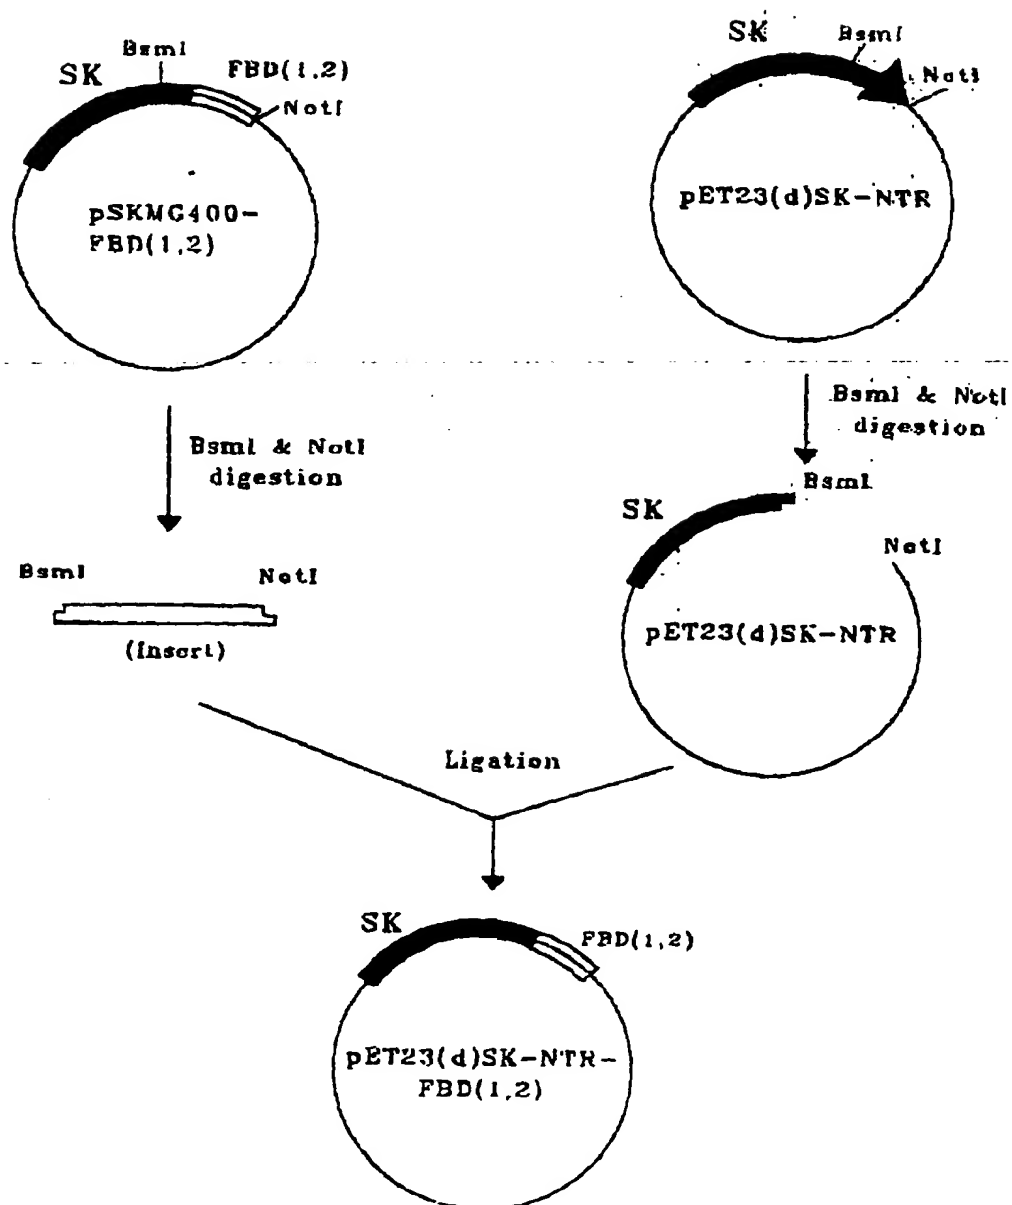 BsmI
SK
FBD(1,2)
NotI
pSKMG400-
FBD(1,2)
SK
BsmI
NotI
pET23(d)SK-NTR
BsmI & NotI
digestion
BsmI & NotI
digestion
BsmI
NotI
(Insert)
BsmI
SK
NotI
pET23(d)SK-NTR
Ligation
SK
FBD(1,2)
pET23(d)SK-NTR-
FBD(1,2)